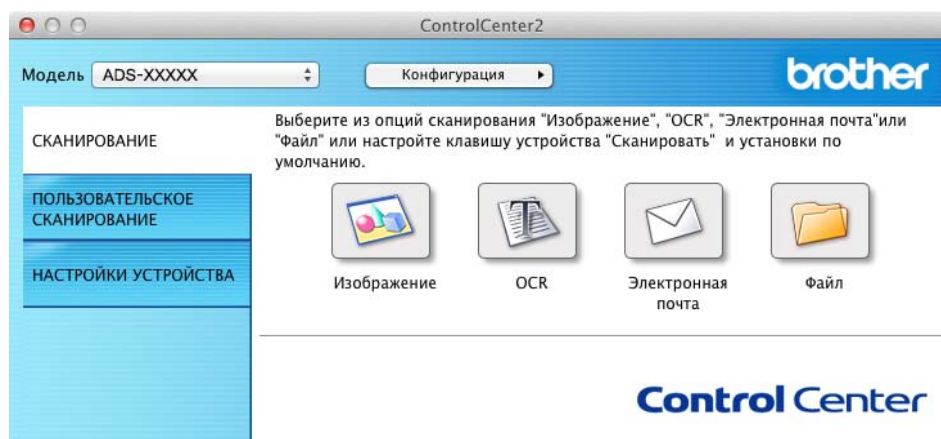 ControlCenter2
Модель ADS-XXXXX Конфигурация brother
СКАНИРОВАНИЕ
ПОЛЬЗОВАТЕЛЬСКОЕ
СКАНИРОВАНИЕ
НАСТРОЙКИ УСТРОЙСТВА
Выберите из опций сканирования "Изображение", "OCR", "Электронная почта"или
"Файл" или настройте клавишу устройства "Сканировать" и установки по
умолчанию.
Изображение OCR Электронная Файл
почта
Control Center